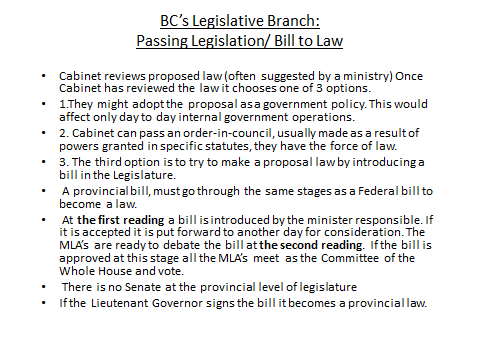 BC's Legislative Branch:
Passing Legislation/ Bill to Law
• Cabinet reviews proposed law (often suggested by a ministry) Once
Cabinet has reviewed the law it chooses one of 3 options.
• 1.They might adopt the proposal as a government policy. This would
affect only day to day internal government operations.
• 2. Cabinet can pass an order-in-council, usually made as a result of
powers granted in specific statutes, they have the force of law.
• 3. The third option is to try to make a proposal law by introducing a
bill in the Legislature.
• A provincial bill, must go through the same stages as a Federal bill to
become a law.
• At the first reading a bill is introduced by the minister responsible. If
it is accepted it is put forward to another day for consideration. The
MLA's are ready to debate the bill at the second reading. If the bill is
approved at this stage all the MLA's meet as the Committee of the
Whole House and vote.
• There is no Senate at the provincial level of legislature
• If the Lieutenant Governor signs the bill it becomes a provincial law.